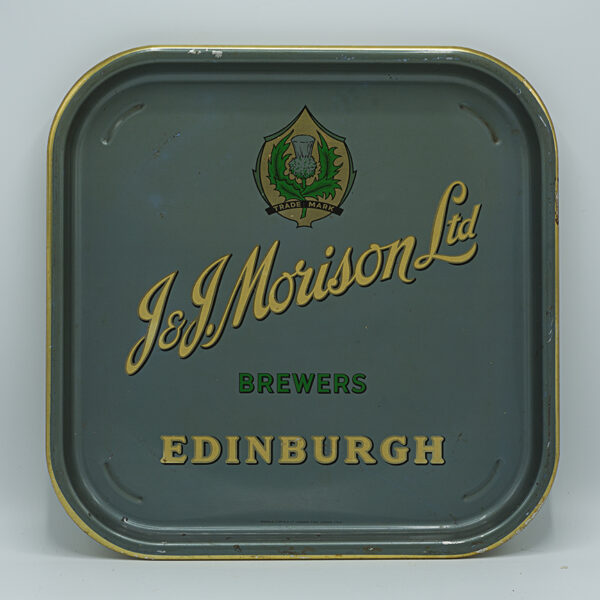 TRADE MARK
J & J. Morison Ltd
BREWERS
EDINBURGH